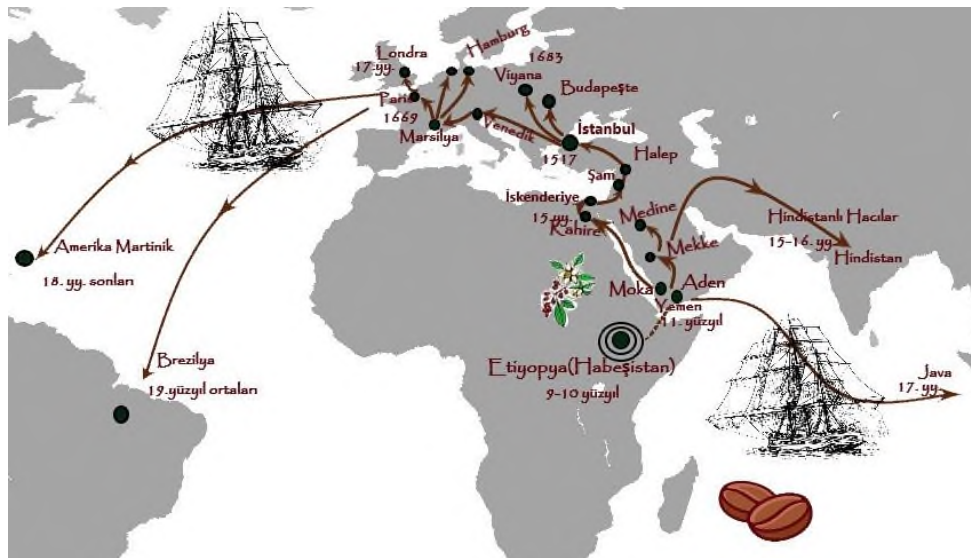 Hamburg
Londra
17.yy.
1683
Viyana
Budapeşte
Paris
1669
Marsilya
Venedik
İstanbul
1517
Halep
Şam
İskenderiye
15.yy.
Kahire
Medine
Mekke
Hindistanlı Hacılar
15-16. yy.
Hindistan
Amerika Martinik
18. yy. sonları
Moka
Aden
Yemen
11. yüzyıl
Etiyopya(Habeşistan)
9-10 yüzyıl
Brezilya
19.yüzyıl ortaları
Java
17. yy.